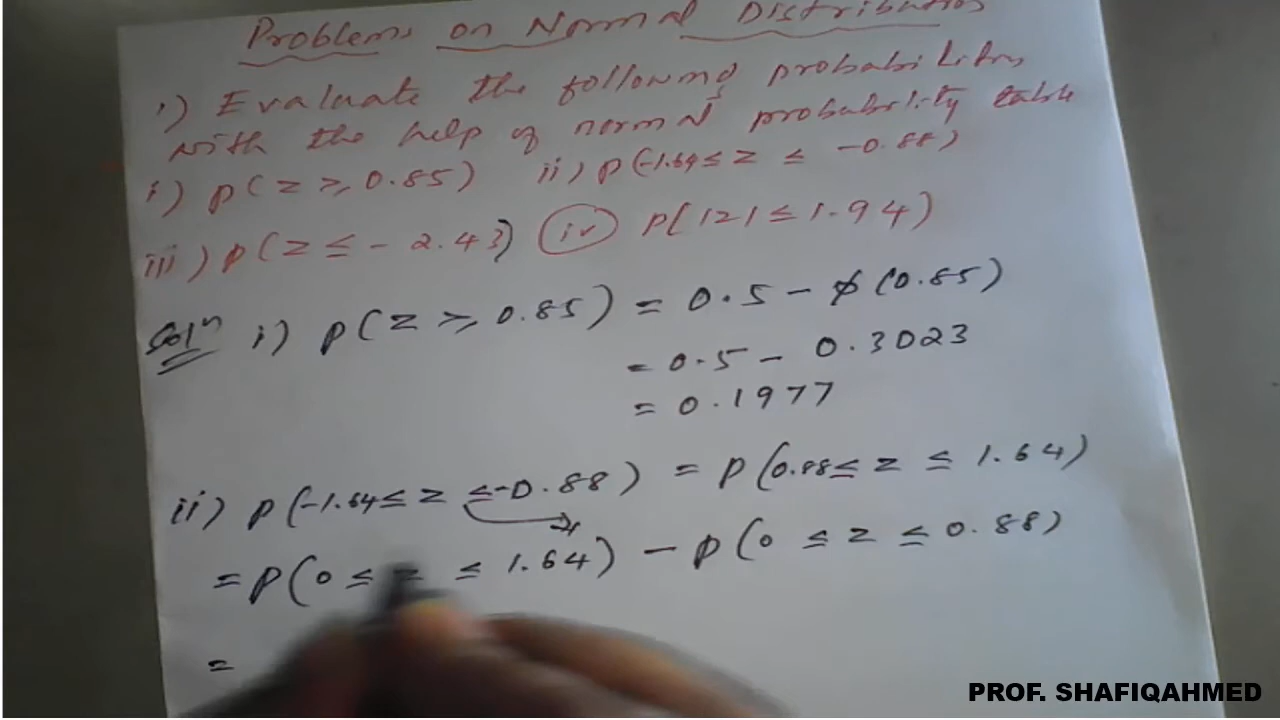 Problems on Normal Distribution
1) Evaluate the following probabilities
with the help of normal probability table
i) p(z ≥ 0.85) ii) p(-1.64 ≤ z ≤ -0.88)
iii) p(z ≤ - 2.43) (iv) p[|z| ≤ 1.94)
Solⁿ i) p(z ≥ 0.85) = 0.5 - ϕ(0.85)
= 0.5 - 0.3023
= 0.1977
ii) p(-1.64 ≤ z ≤ -0.88) = p(0.88 ≤ z ≤ 1.64)
= p(0 ≤ z ≤ 1.64) - p(0 ≤ z ≤ 0.88)
=
PROF. SHAFIQAHMED